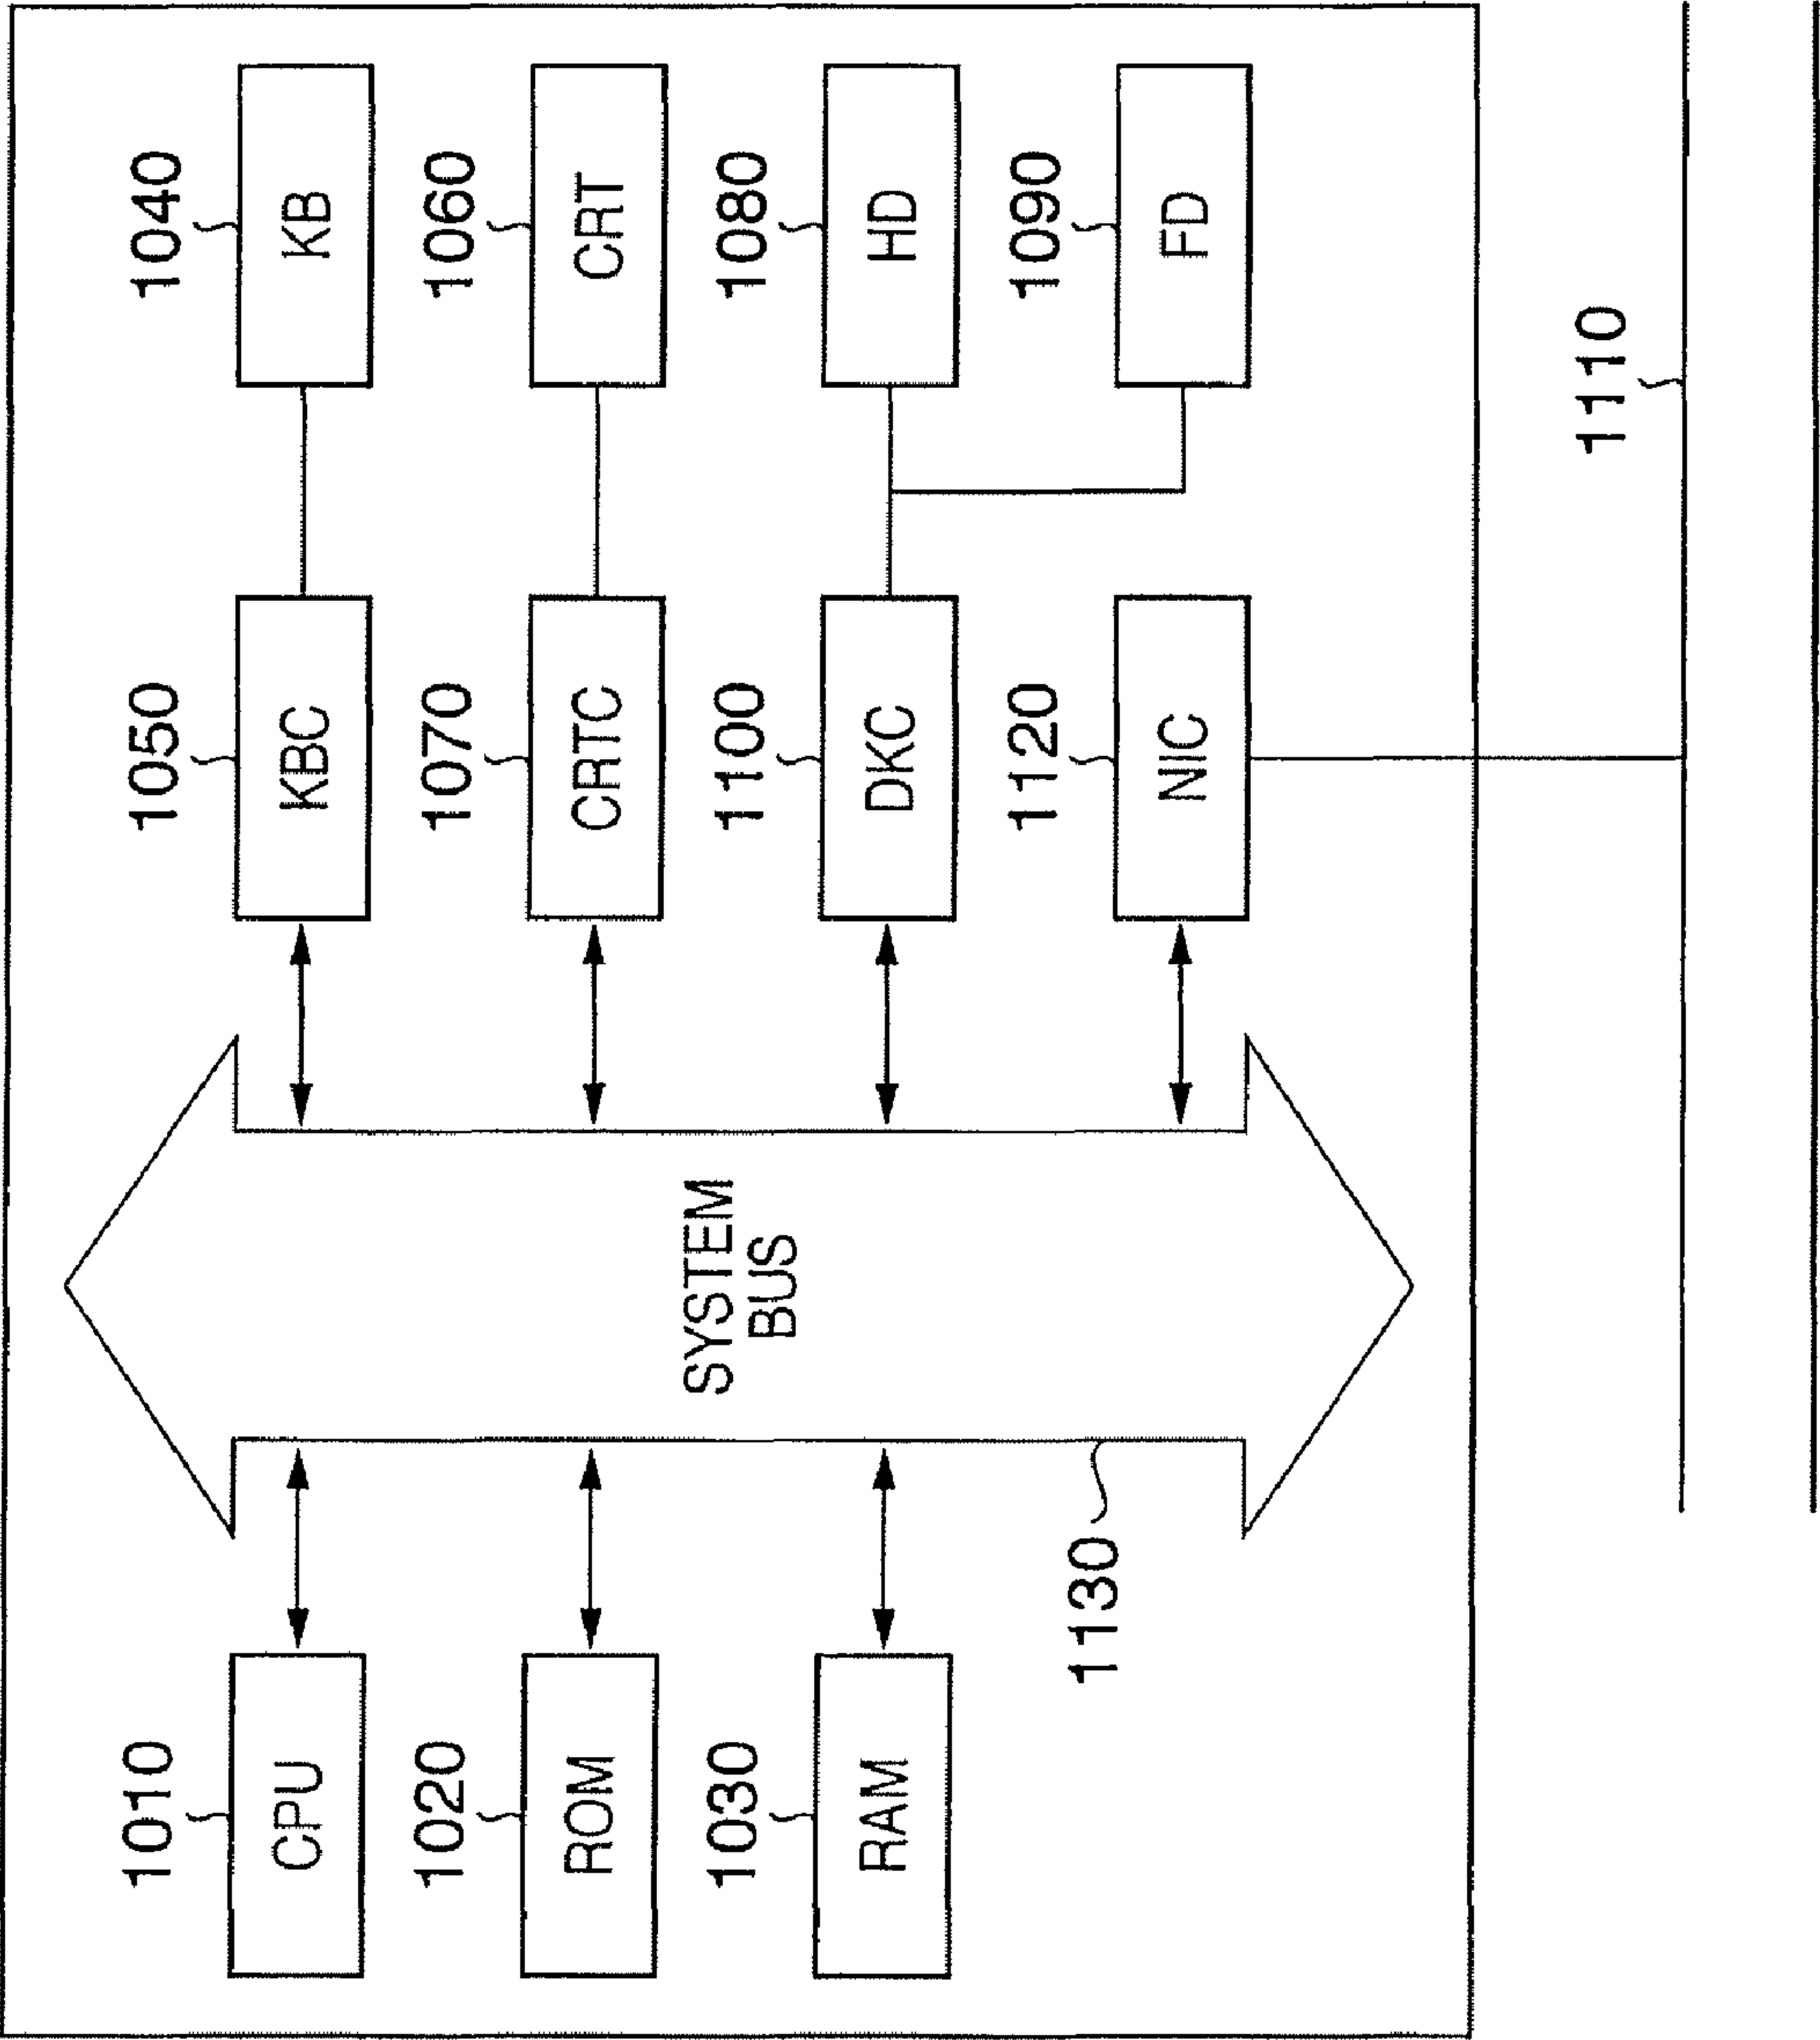 1010
CPU
1020
ROM
1030
RAM
SYSTEM
BUS
1130
1050
KBC
1040
KB
1070
CRTC
1060
CRT
1100
DKC
1080
HD
1120
NIC
1090
FD
1110